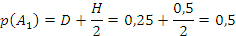 p(A₁) = D + H/2 = 0,25 + 0,5/2 = 0,5